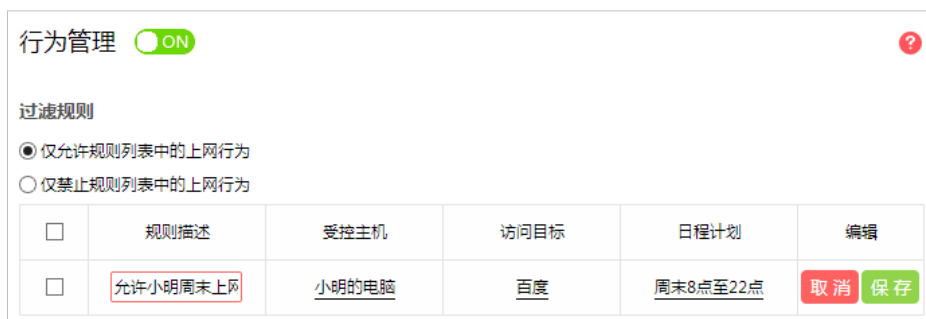 行为管理 ON
?
过滤规则
仅允许规则列表中的上网行为
仅禁止规则列表中的上网行为
规则描述 受控主机 访问目标 日程计划 编辑
允许小明周末上网 小明的电脑 百度 周末8点至22点 取消 保存